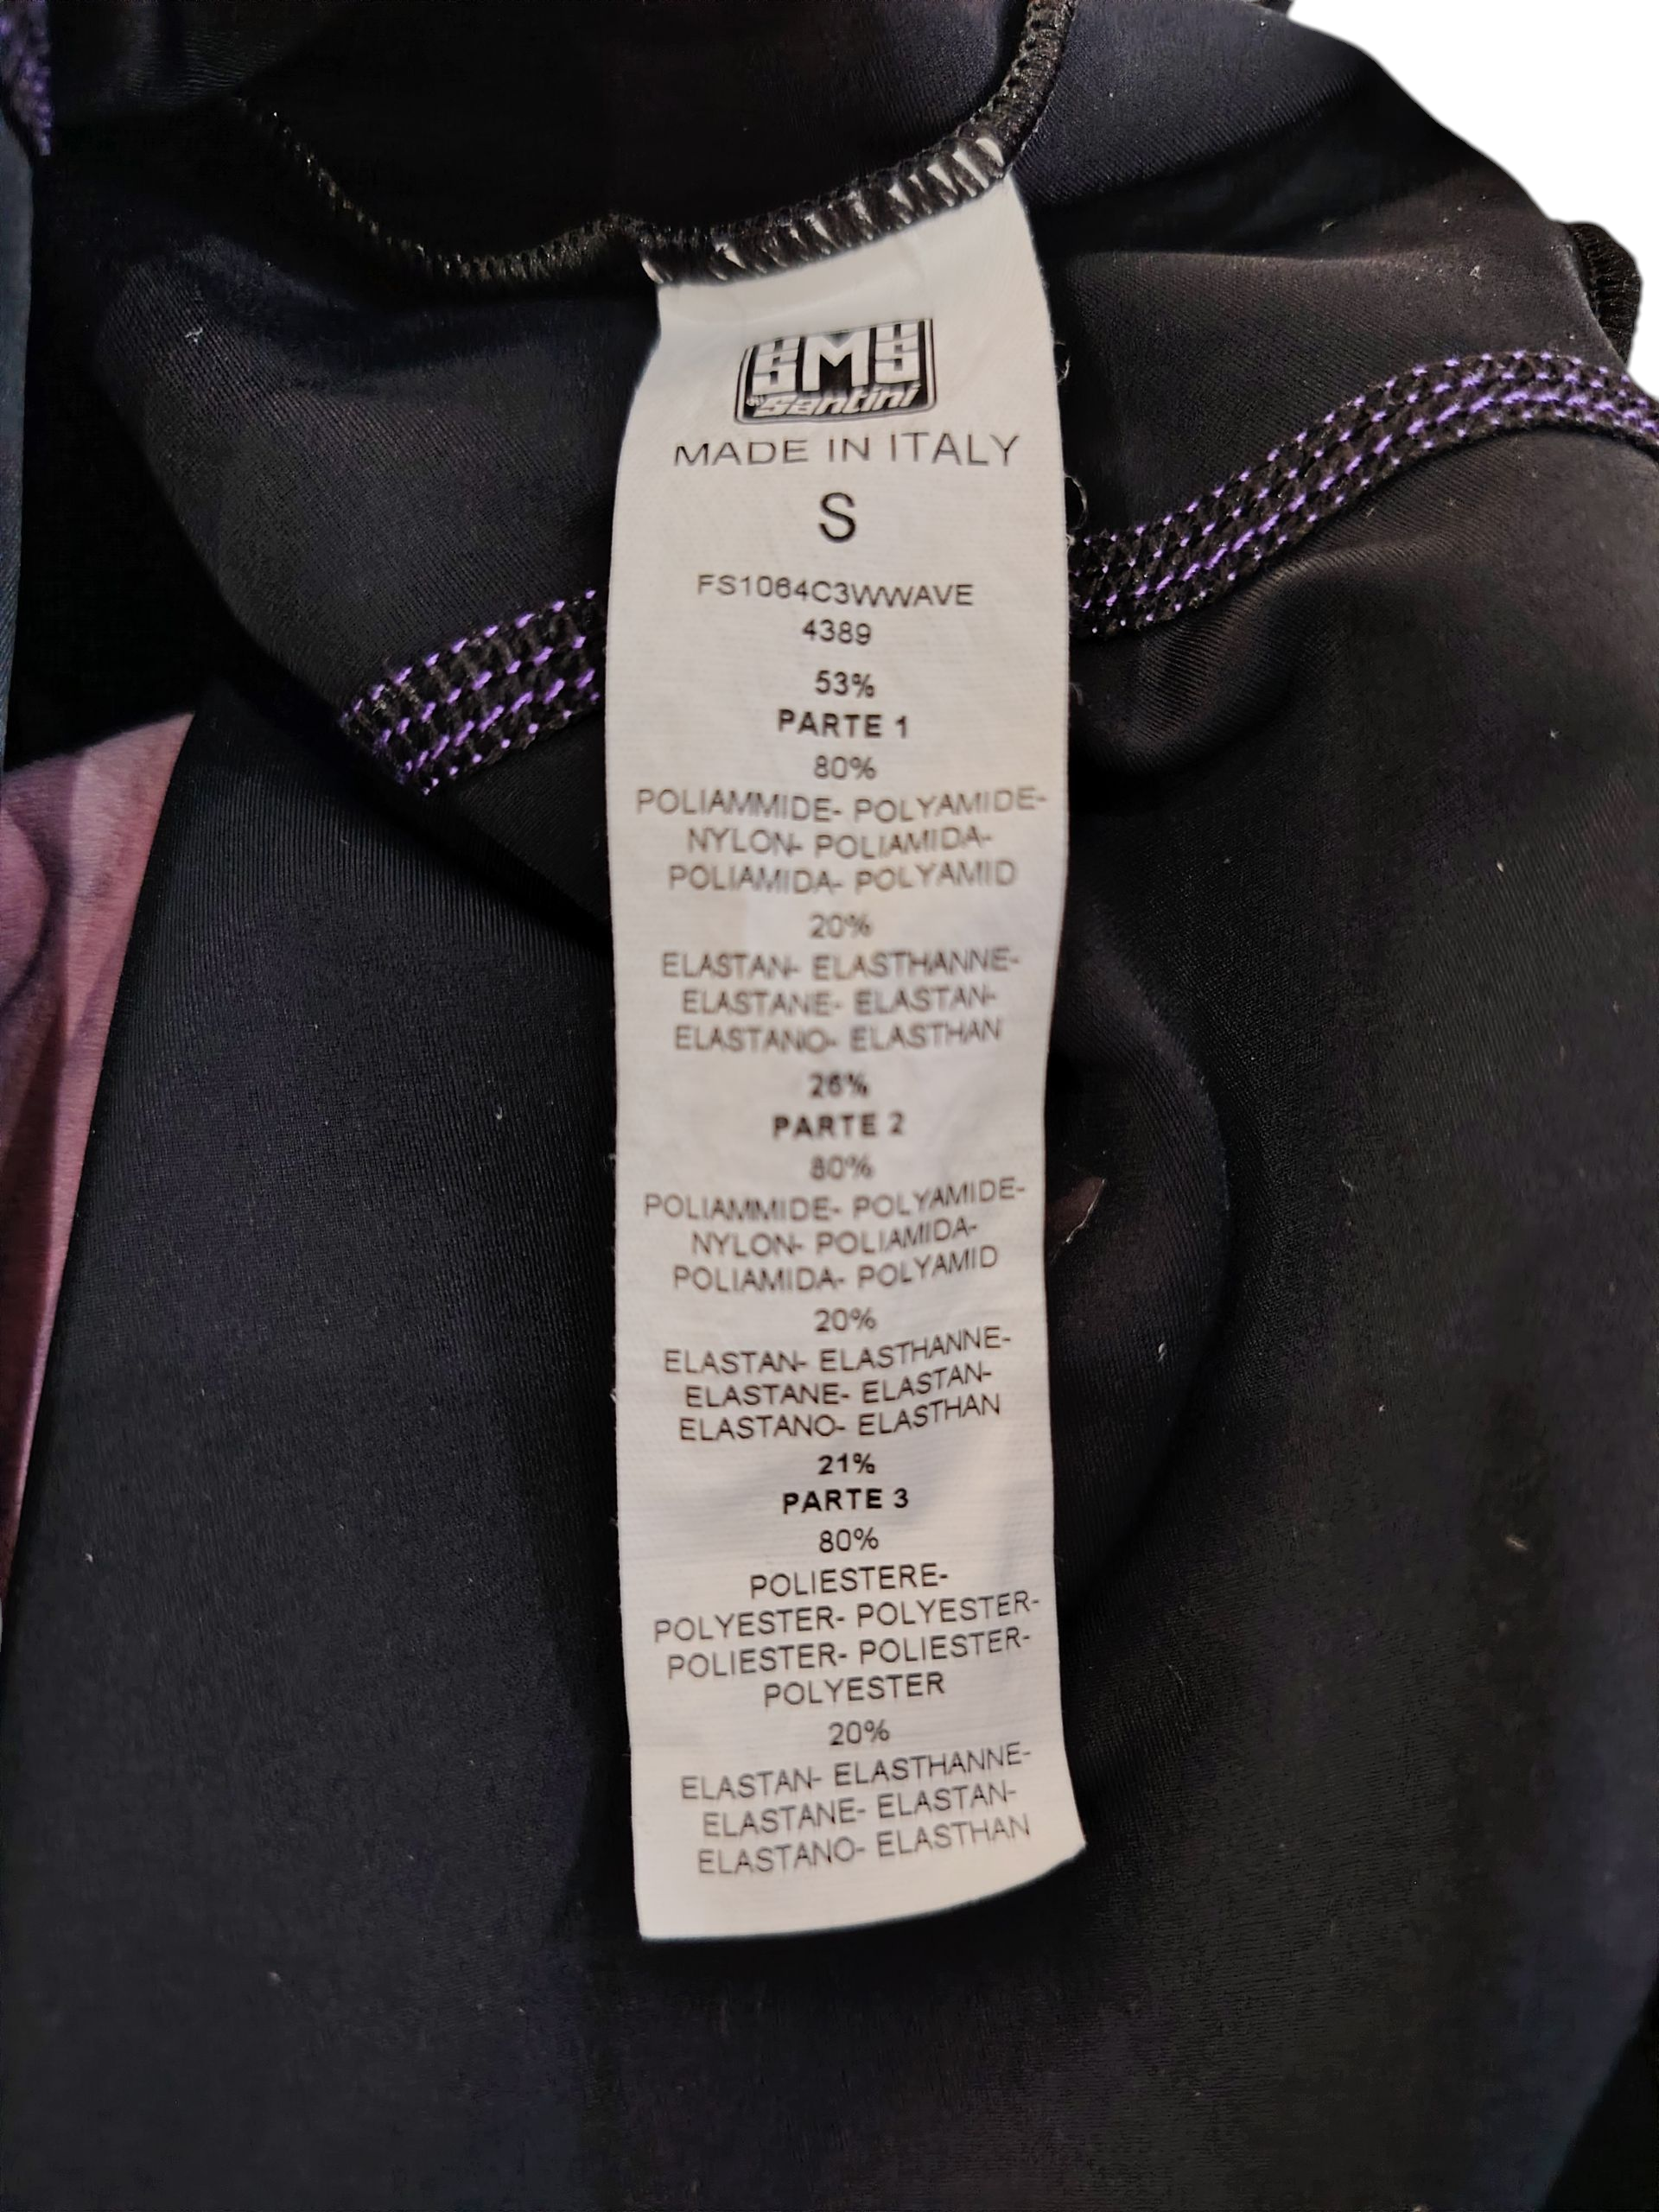 SMS
by Santini
MADE IN ITALY
S
FS1064C3WWAVE
4389
53%
PARTE 1
80%
POLIAMMIDE- POLYAMIDE-
NYLON- POLIAMIDA-
POLIAMIDA- POLYAMID
20%
ELASTAN- ELASTHANNE-
ELASTANE- ELASTAN-
ELASTANO- ELASTHAN
26%
PARTE 2
80%
POLIAMMIDE- POLYAMIDE-
NYLON- POLIAMIDA-
POLIAMIDA- POLYAMID
20%
ELASTAN- ELASTHANNE-
ELASTANE- ELASTAN-
ELASTANO- ELASTHAN
21%
PARTE 3
80%
POLIESTERE-
POLYESTER- POLYESTER-
POLIESTER- POLIESTER-
POLYESTER
20%
ELASTAN- ELASTHANNE-
ELASTANE- ELASTAN-
ELASTANO- ELASTHAN